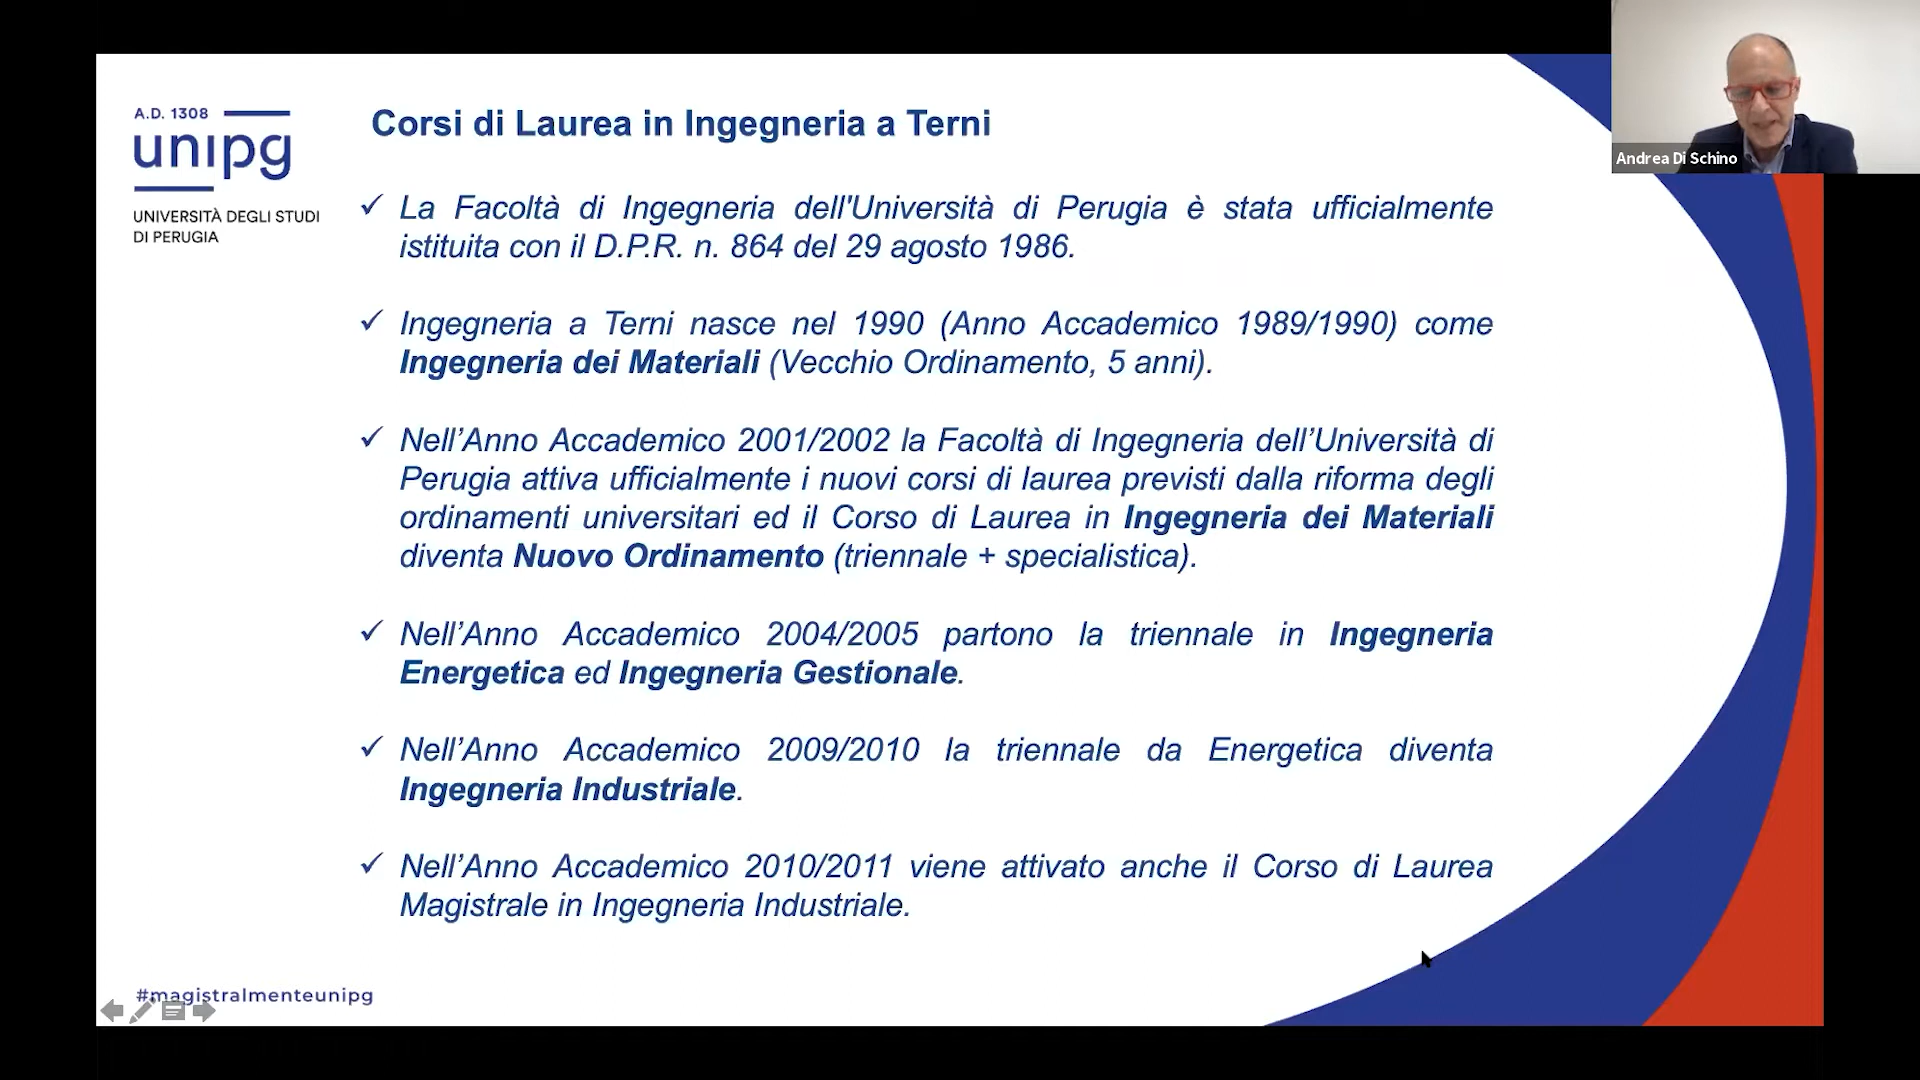 A.D. 1308
unipg
UNIVERSITÀ DEGLI STUDI
DI PERUGIA
Corsi di Laurea in Ingegneria a Terni
Andrea Di Schino
✓ La Facoltà di Ingegneria dell'Università di Perugia è stata ufficialmente
istituita con il D.P.R. n. 864 del 29 agosto 1986.
✓ Ingegneria a Terni nasce nel 1990 (Anno Accademico 1989/1990) come
Ingegneria dei Materiali (Vecchio Ordinamento, 5 anni).
✓ Nell’Anno Accademico 2001/2002 la Facoltà di Ingegneria dell’Università di
Perugia attiva ufficialmente i nuovi corsi di laurea previsti dalla riforma degli
ordinamenti universitari ed il Corso di Laurea in Ingegneria dei Materiali
diventa Nuovo Ordinamento (triennale + specialistica).
✓ Nell’Anno Accademico 2004/2005 partono la triennale in Ingegneria
Energetica ed Ingegneria Gestionale.
✓ Nell’Anno Accademico 2009/2010 la triennale da Energetica diventa
Ingegneria Industriale.
✓ Nell’Anno Accademico 2010/2011 viene attivato anche il Corso di Laurea
Magistrale in Ingegneria Industriale.
#magistralmenteunipg